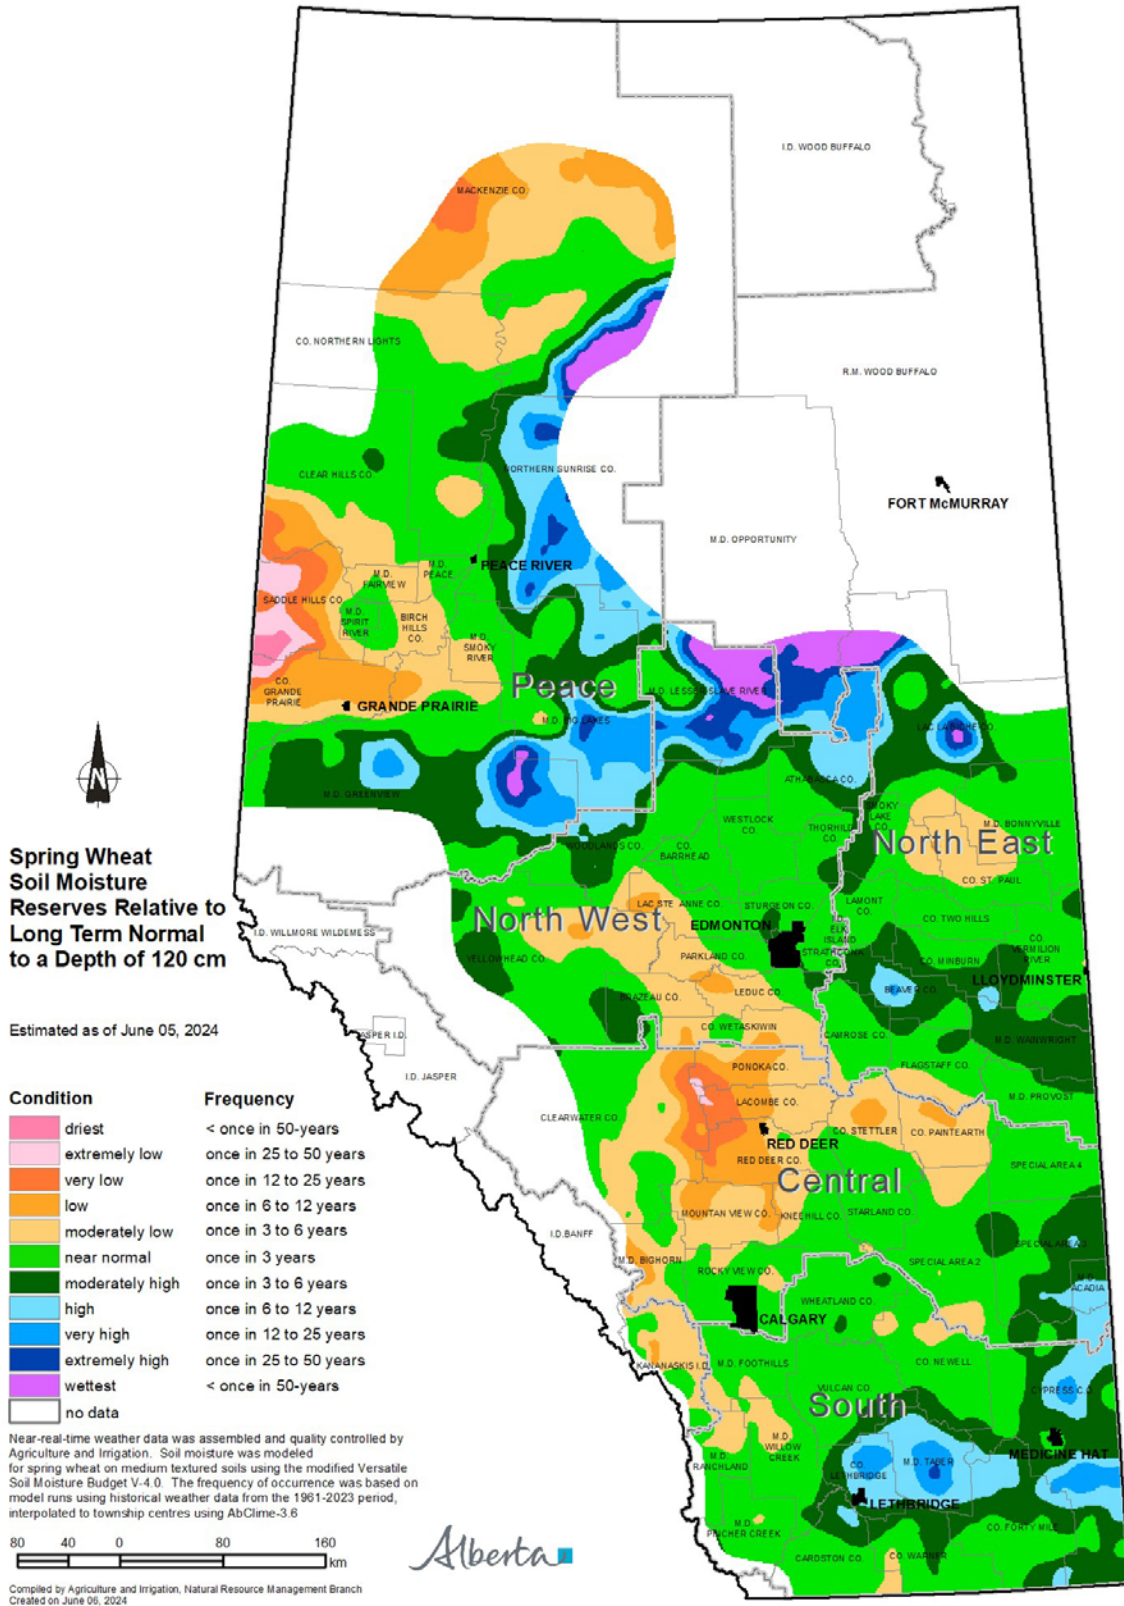 I.D. WOOD BUFFALO
MACKENZIE CO
CO. NORTHERN LIGHTS
R.M. WOOD BUFFALO
CLEAR HILLS CO.
NORTHERN SUNRISE CO.
FORT McMURRAY
M.D. OPPORTUNITY
PEACE RIVER
M.D.
PEACE
M.D.
FAIRVIEW
SADDLE HILLS CO
M.D.
SPIRIT
RIVER
BIRCH
HILLS
CO.
M.D.
SMOKY
RIVER
CO.
GRANDE
PRAIRIE
Peace
M.D. LESSER SLAVE RIVER
GRANDE PRAIRIE
M.D. BIG LAKES
LAC LA BICHE CO.
N
M.D. GREENVIEW
ATHABASCA CO.
SMOKY
LAKE
CO.
WESTLOCK
CO.
THORHILD
CO.
M.D. BONNYVILLE
North East
WOODLANDS CO.
CO.
BARRHEAD
CO. ST. PAUL
Spring Wheat
Soil Moisture
Reserves Relative to
Long Term Normal
to a Depth of 120 cm
LAC STE ANNE CO.
STURGEON CO.
LAMONT
CO.
North West
EDMONTON
CO. TWO HILLS
I.D. WILLMORE WILDERNESS
I.D.
ELK
ISLAND
STRATHCONA
CO.
YELLOWHEAD CO.
PARKLAND CO.
CO. MINBURN
CO.
VERMILION
RIVER
LLOYDMINSTER
BRAZEAU CO.
LEDUC CO.
BEAVER CO.
Estimated as of June 05, 2024
JASPER I.D.
CO. WETASKIWIN
CAMROSE CO.
M.D. WAINWRIGHT
I.D. JASPER
PONOKA CO.
FLAGSTAFF CO.
M.D. PROVOST
CLEARWATER CO.
LACOMBE CO.
CO. STETTLER
CO. PAINTEARTH
RED DEER
RED DEER CO.
SPECIAL AREA 4
Central
MOUNTAIN VIEW CO.
KNEEHILL CO.
STARLAND CO.
I.D.BANFF
M.D. BIGHORN
ROCKY VIEW CO.
SPECIAL AREA 2
SPECIAL AREA 3
M.D.
ACADIA
WHEATLAND CO.
CALGARY
KANANASKIS I.D.
M.D. FOOTHILLS
CO. NEWELL
VULCAN CO.
CYPRESS CO.
South
M.D.
WILLOW
CREEK
M.D.
RANCHLAND
CO.
LETHBRIDGE
M.D. TABER
MEDICINE HAT
LETHBRIDGE
M.D.
PINCHER CREEK
CO. FORTY MILE
CARDSTON CO.
CO. WARNER
Condition Frequency
driest < once in 50-years
extremely low once in 25 to 50 years
very low once in 12 to 25 years
low once in 6 to 12 years
moderately low once in 3 to 6 years
near normal once in 3 years
moderately high once in 3 to 6 years
high once in 6 to 12 years
very high once in 12 to 25 years
extremely high once in 25 to 50 years
wettest < once in 50-years
no data
Near-real-time weather data was assembled and quality controlled by
Agriculture and Irrigation. Soil moisture was modeled
for spring wheat on medium textured soils using the modified Versatile
Soil Moisture Budget V-4.0. The frequency of occurrence was based on
model runs using historical weather data from the 1961-2023 period,
interpolated to township centres using AbClime-3.6
80 40 0 80 160
km
Alberta
Compiled by Agriculture and Irrigation, Natural Resource Management Branch
Created on June 06, 2024